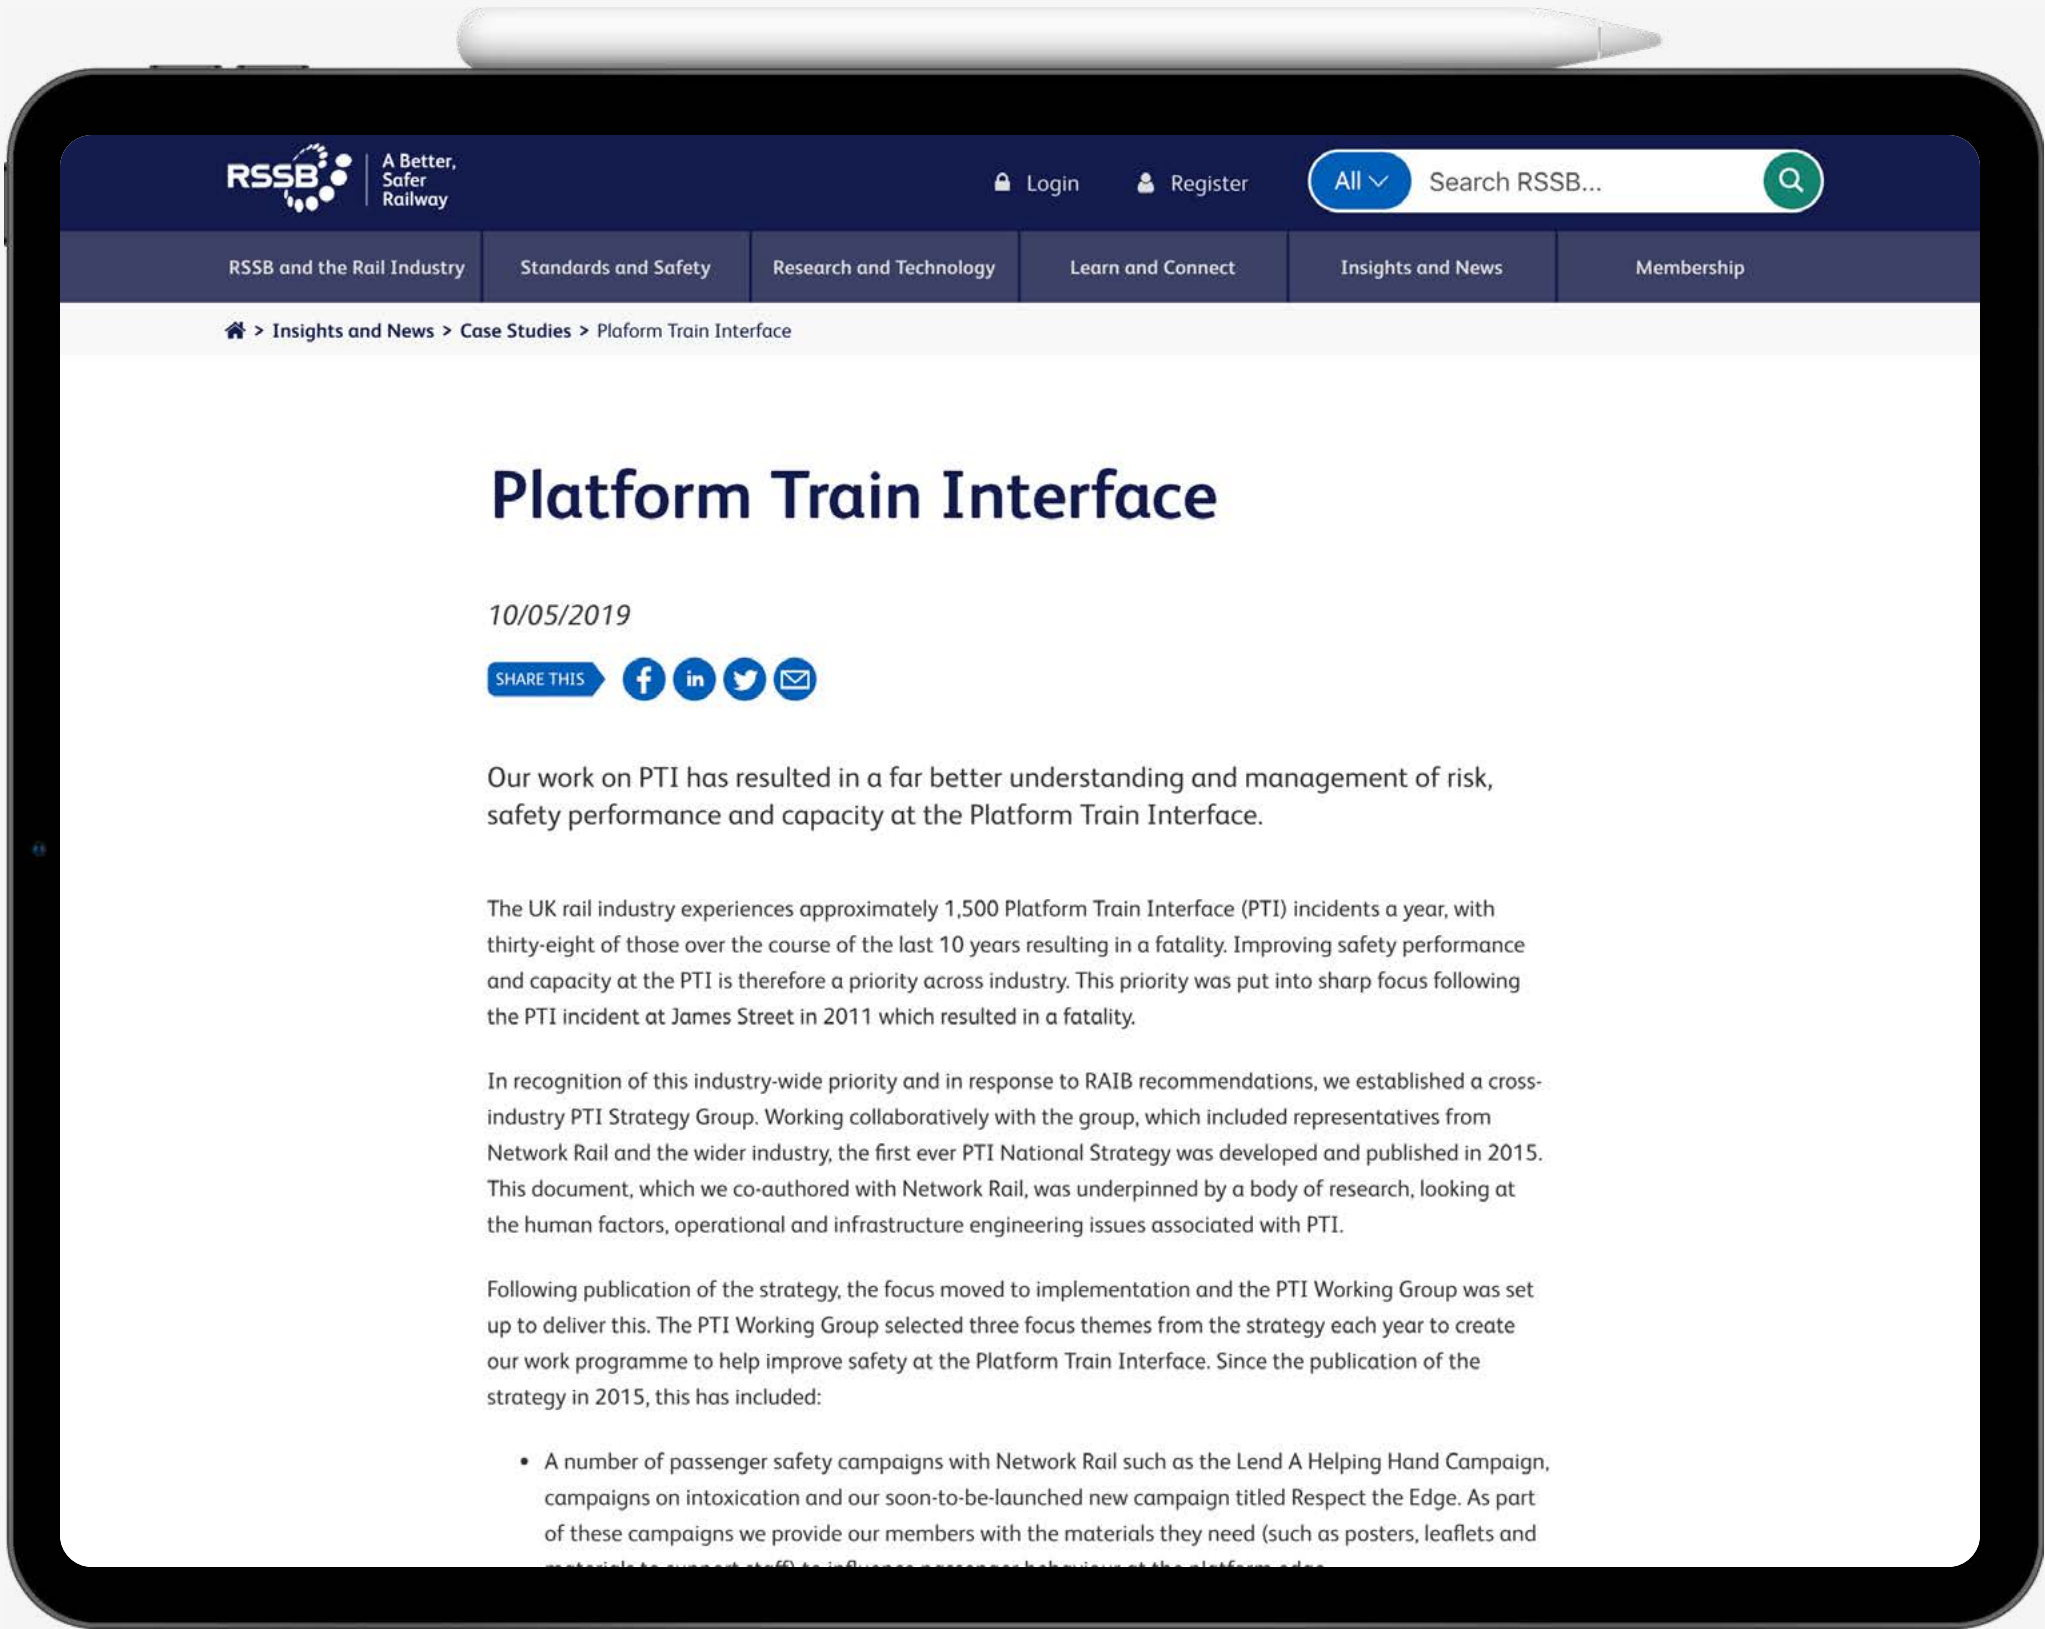 RSSB
A Better,
Safer
Railway
Login
Register
All
Search RSSB...
RSSB and the Rail Industry
Standards and Safety
Research and Technology
Learn and Connect
Insights and News
Membership
> Insights and News > Case Studies > Plaform Train Interface
Platform Train Interface
10/05/2019
SHARE THIS
f
in
Our work on PTI has resulted in a far better understanding and management of risk,
safety performance and capacity at the Platform Train Interface.
The UK rail industry experiences approximately 1,500 Platform Train Interface (PTI) incidents a year, with
thirty-eight of those over the course of the last 10 years resulting in a fatality. Improving safety performance
and capacity at the PTI is therefore a priority across industry. This priority was put into sharp focus following
the PTI incident at James Street in 2011 which resulted in a fatality.
In recognition of this industry-wide priority and in response to RAIB recommendations, we established a cross-
industry PTI Strategy Group. Working collaboratively with the group, which included representatives from
Network Rail and the wider industry, the first ever PTI National Strategy was developed and published in 2015.
This document, which we co-authored with Network Rail, was underpinned by a body of research, looking at
the human factors, operational and infrastructure engineering issues associated with PTI.
Following publication of the strategy, the focus moved to implementation and the PTI Working Group was set
up to deliver this. The PTI Working Group selected three focus themes from the strategy each year to create
our work programme to help improve safety at the Platform Train Interface. Since the publication of the
strategy in 2015, this has included:
• A number of passenger safety campaigns with Network Rail such as the Lend A Helping Hand Campaign,
campaigns on intoxication and our soon-to-be-launched new campaign titled Respect the Edge. As part
of these campaigns we provide our members with the materials they need (such as posters, leaflets and
materials to support staff) to influence passenger behaviour at the platform edge